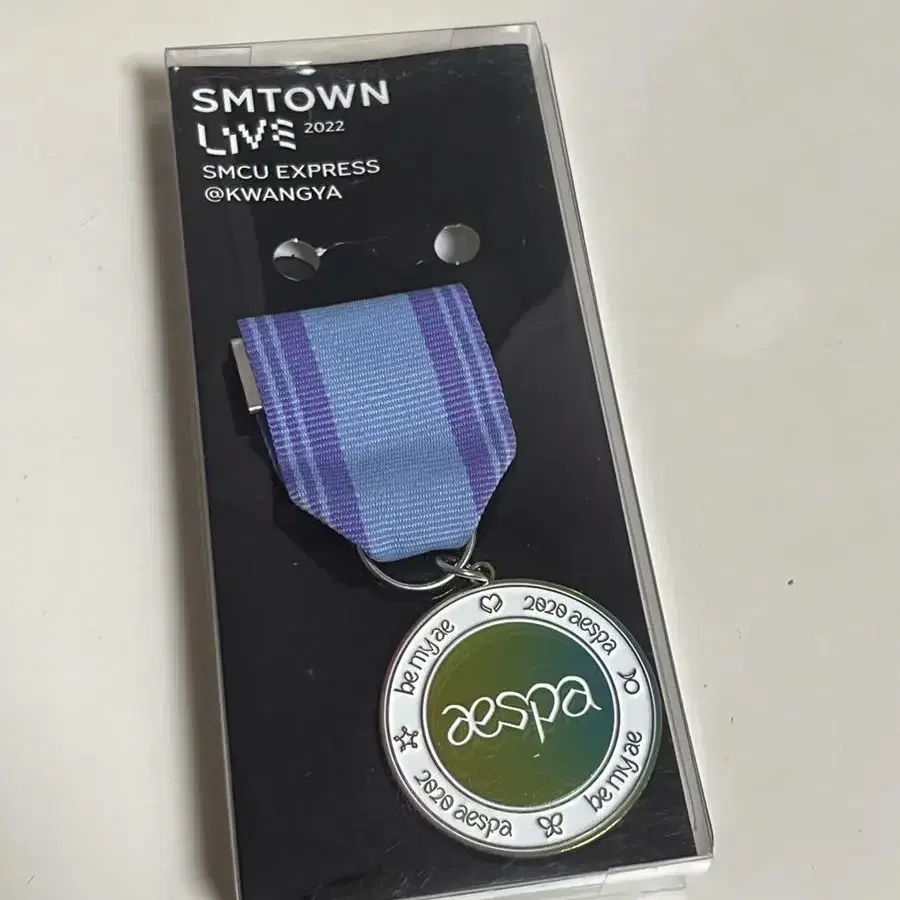 SMTOWN
LIVE 2022
SMCU EXPRESS
@KWANGYA
be my ae
2020 aespa
aespa
2020 aespa
be my ae